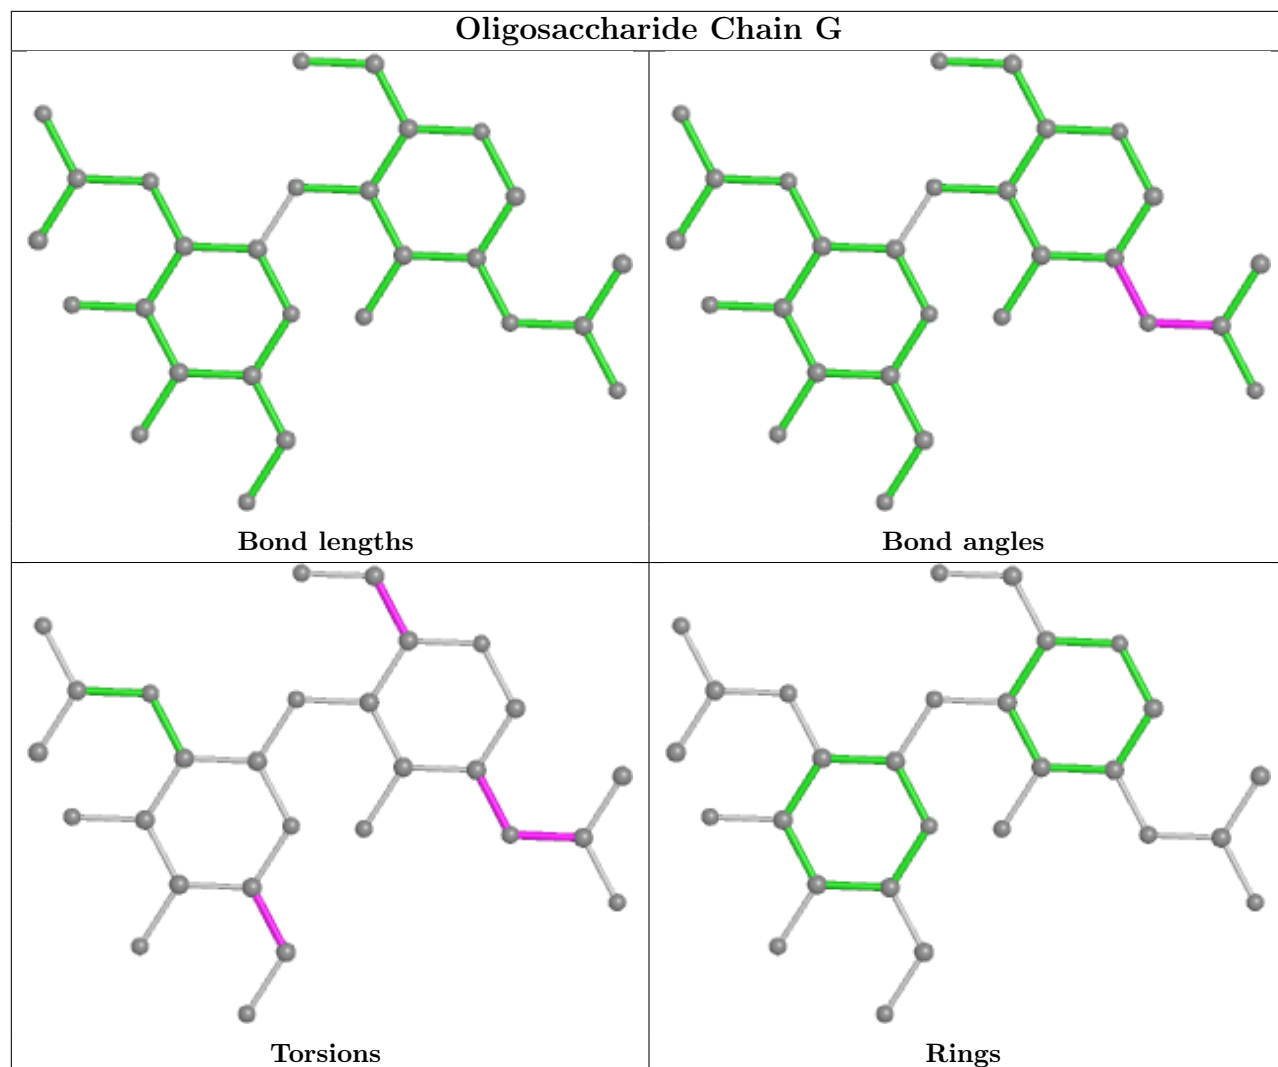 Oligosaccharide Chain G
Bond lengths
Bond angles
Torsions
Rings